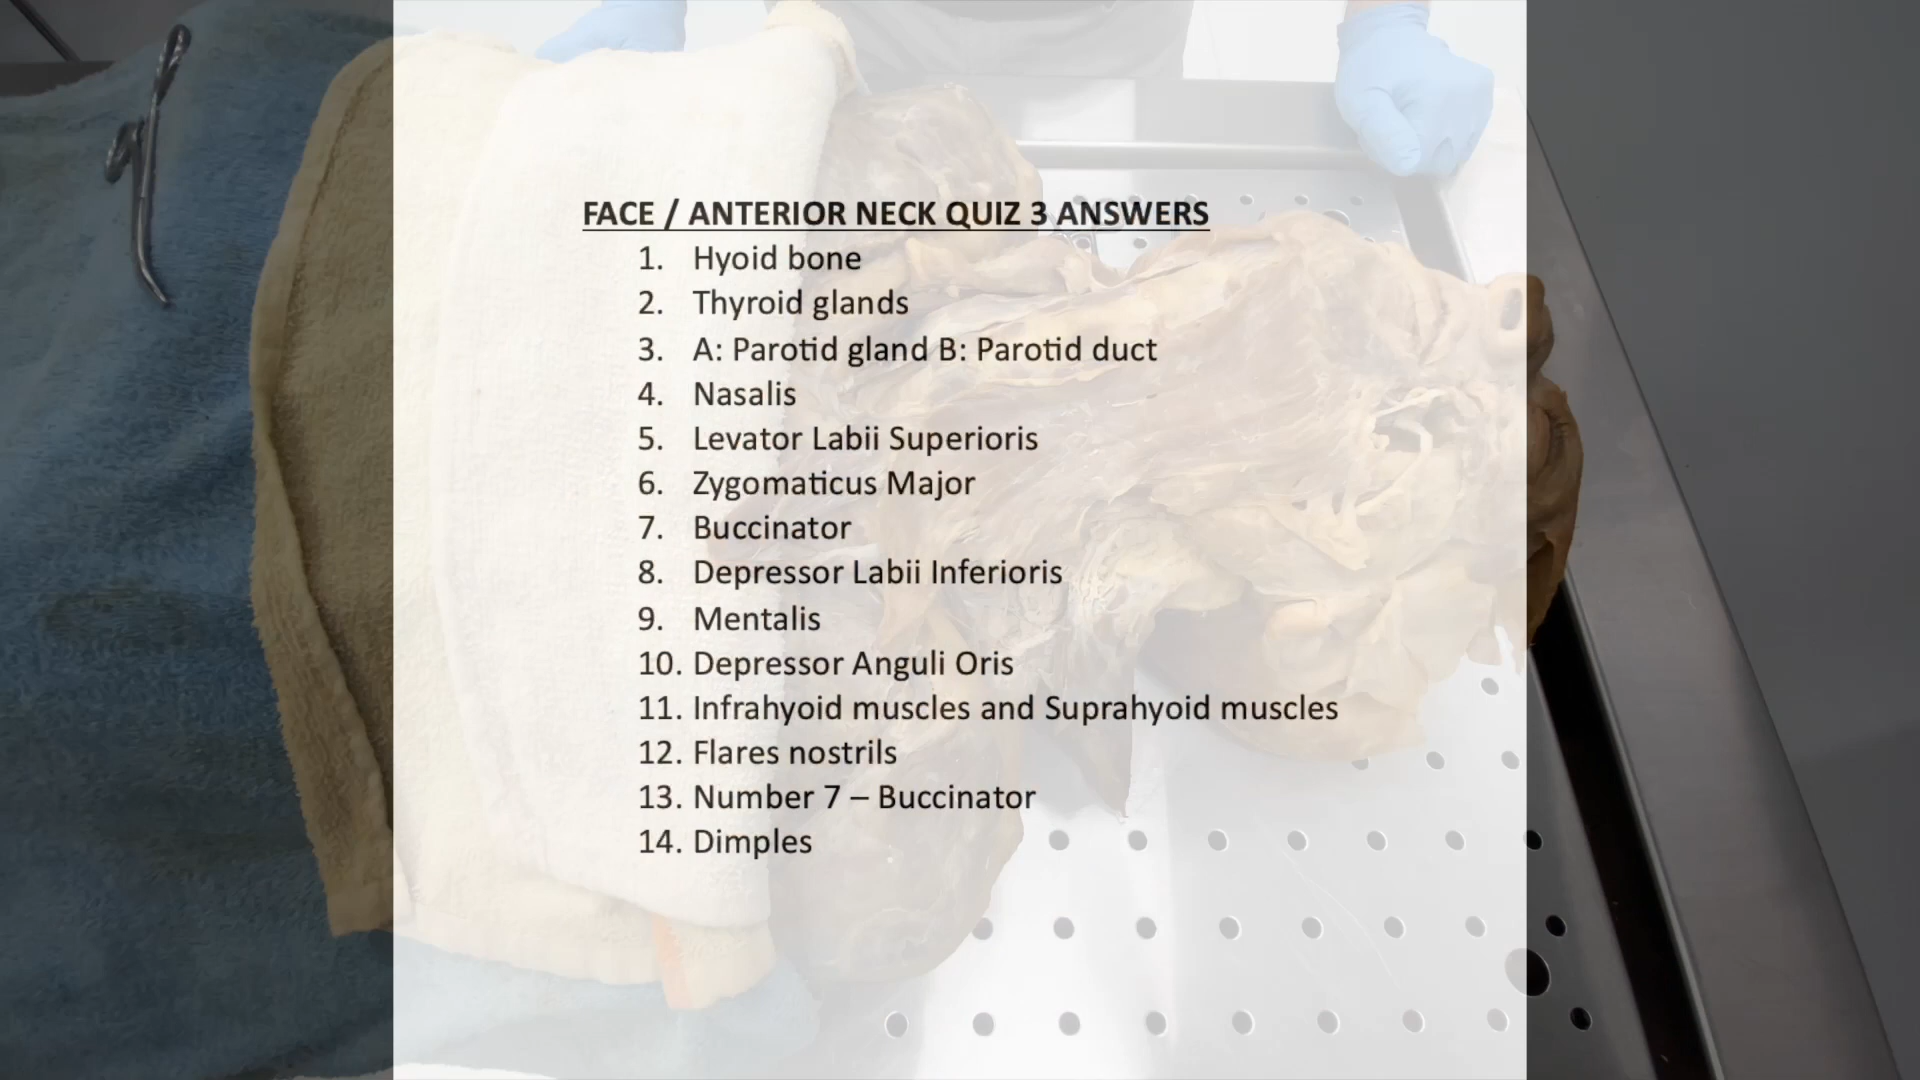 FACE / ANTERIOR NECK QUIZ 3 ANSWERS
1. Hyoid bone
2. Thyroid glands
3. A: Parotid gland B: Parotid duct
4. Nasalis
5. Levator Labii Superioris
6. Zygomaticus Major
7. Buccinator
8. Depressor Labii Inferioris
9. Mentalis
10. Depressor Anguli Oris
11. Infrahyoid muscles and Suprahyoid muscles
12. Flares nostrils
13. Number 7 – Buccinator
14. Dimples